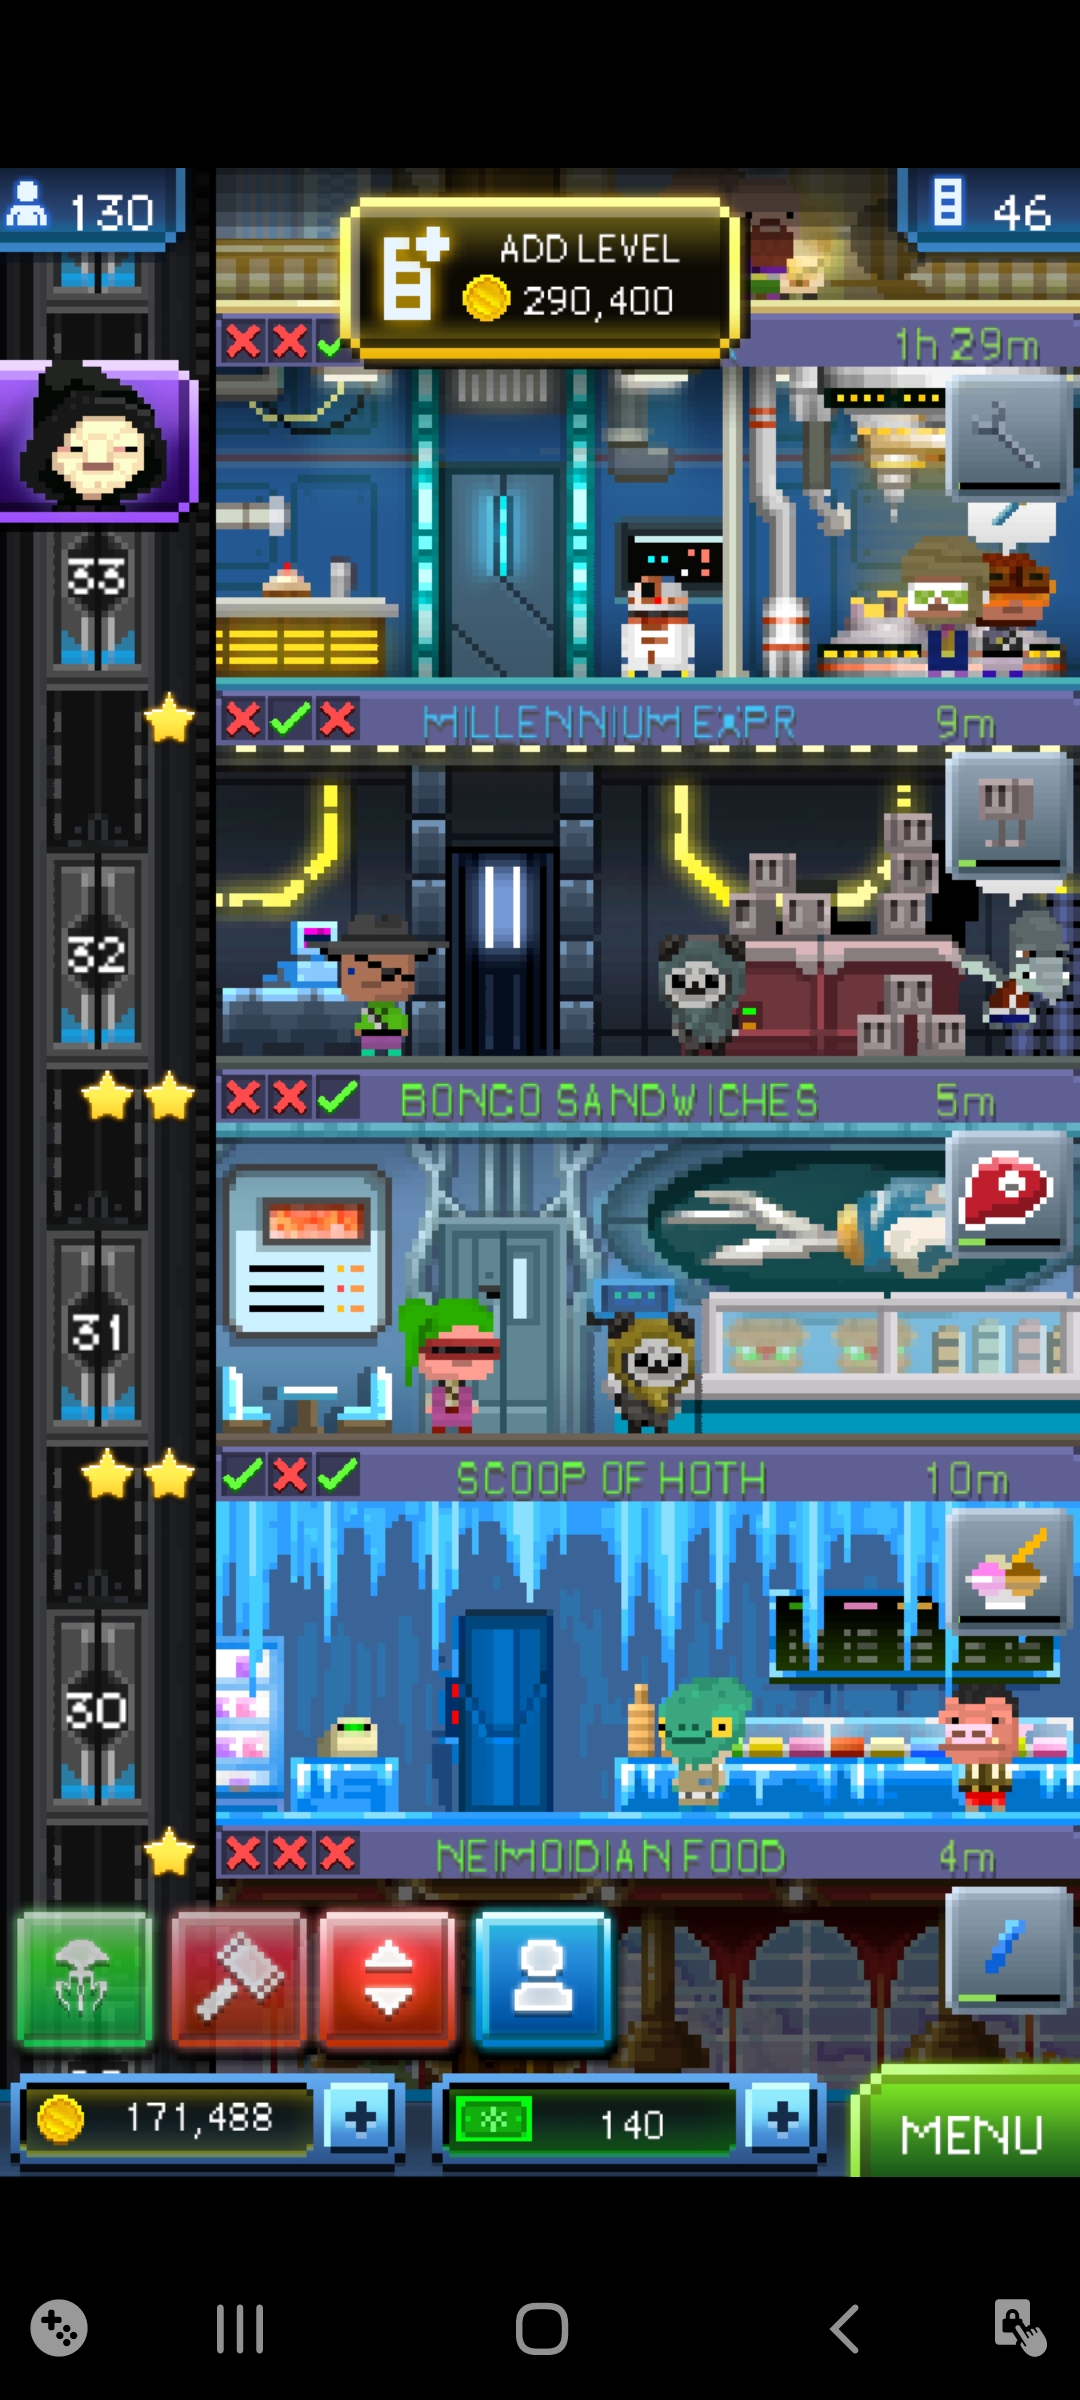 130
46
ADD LEVEL
290,400
1h 29m
33
MILLENNIUM EXPR
9m
32
BONGO SANDWICHES
5m
31
SCOOP OF HOTH
10m
30
NEIMOIDIAN FOOD
4m
171,488
140
MENU